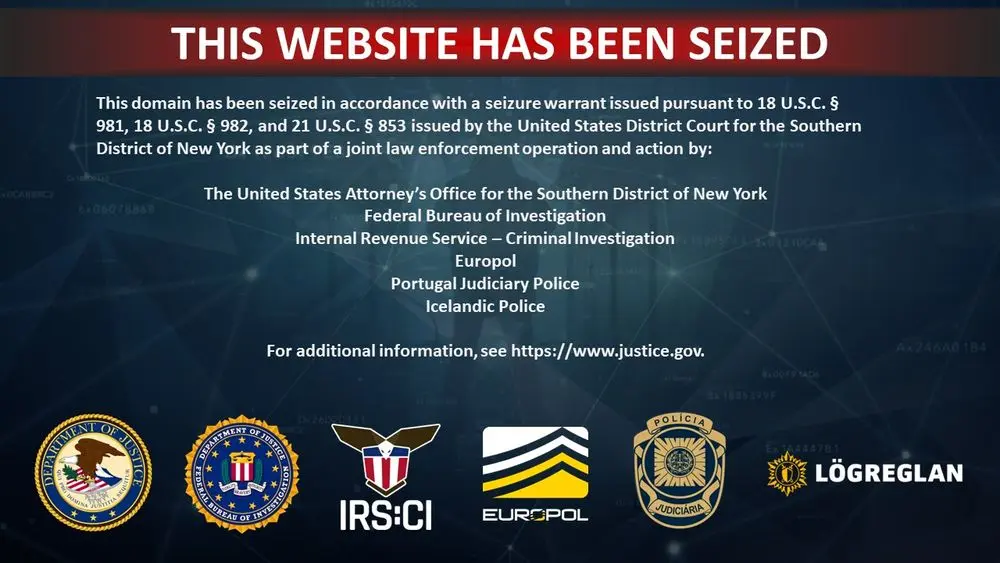 THIS WEBSITE HAS BEEN SEIZED
This domain has been seized in accordance with a seizure warrant issued pursuant to 18 U.S.C. §
981, 18 U.S.C. § 982, and 21 U.S.C. § 853 issued by the United States District Court for the Southern
District of New York as part of a joint law enforcement operation and action by:
The United States Attorney’s Office for the Southern District of New York
Federal Bureau of Investigation
Internal Revenue Service – Criminal Investigation
Europol
Portugal Judiciary Police
Icelandic Police
For additional information, see https://www.justice.gov.
DEPARTMENT OF JUSTICE
DEPARTMENT OF JUSTICE
FEDERAL BUREAU OF INVESTIGATION
IRS:CI
EUROPOL
POLÍCIA
JUDICIÁRIA
LÖGREGLAN